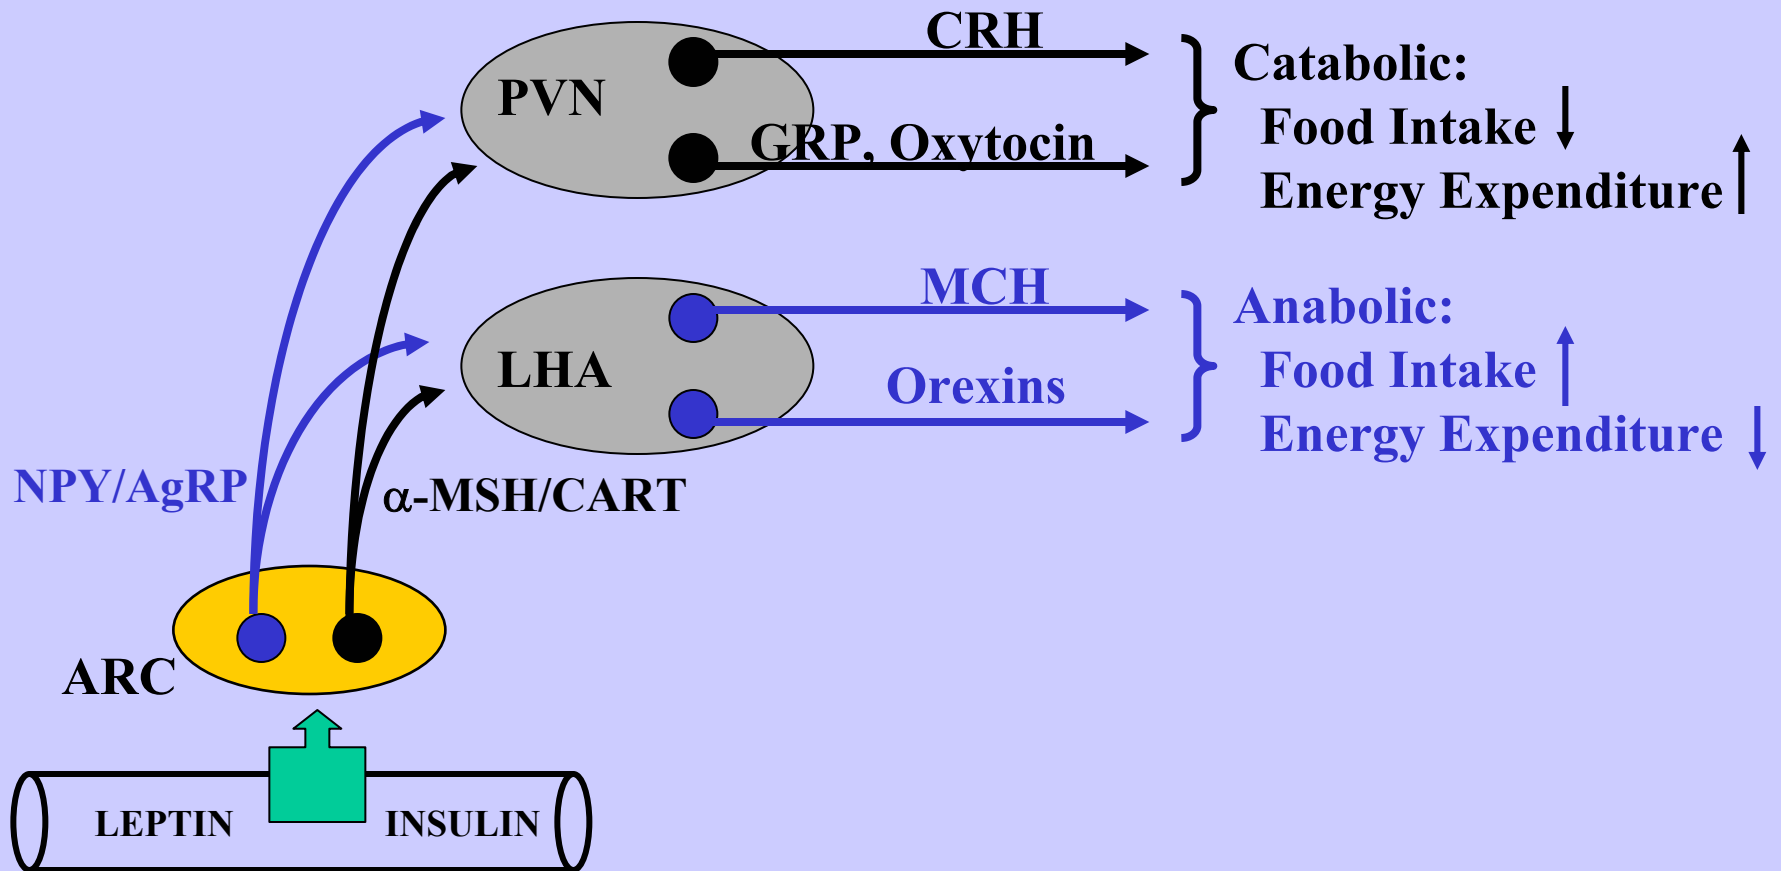 CRH
PVN
GRP, Oxytocin
Catabolic:
Food Intake
Energy Expenditure
MCH
LHA
Orexins
Anabolic:
Food Intake
Energy Expenditure
NPY/AgRP
α-MSH/CART
ARC
LEPTIN
INSULIN